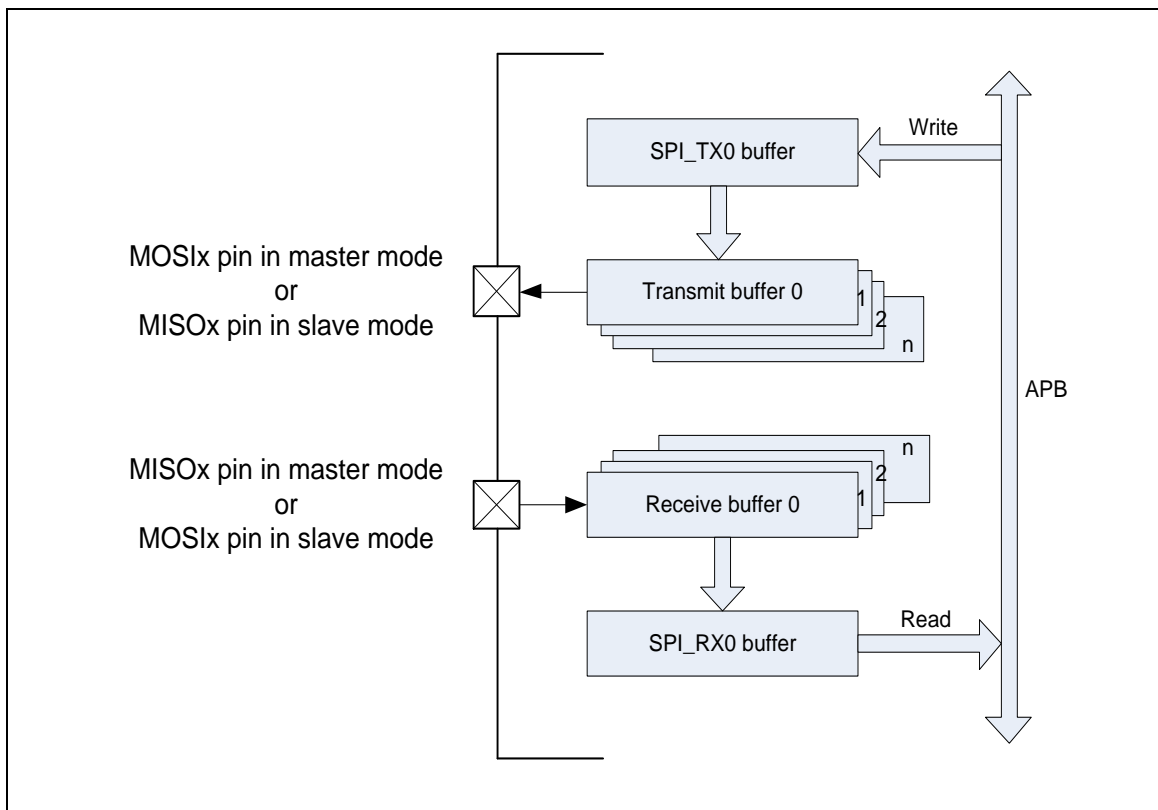 Write
SPI_TX0 buffer
MOSIx pin in master mode
or
MISOx pin in slave mode
Transmit buffer 0
1
2
n
APB
n
2
1
MISOx pin in master mode
or
MOSIx pin in slave mode
Receive buffer 0
Read
SPI_RX0 buffer